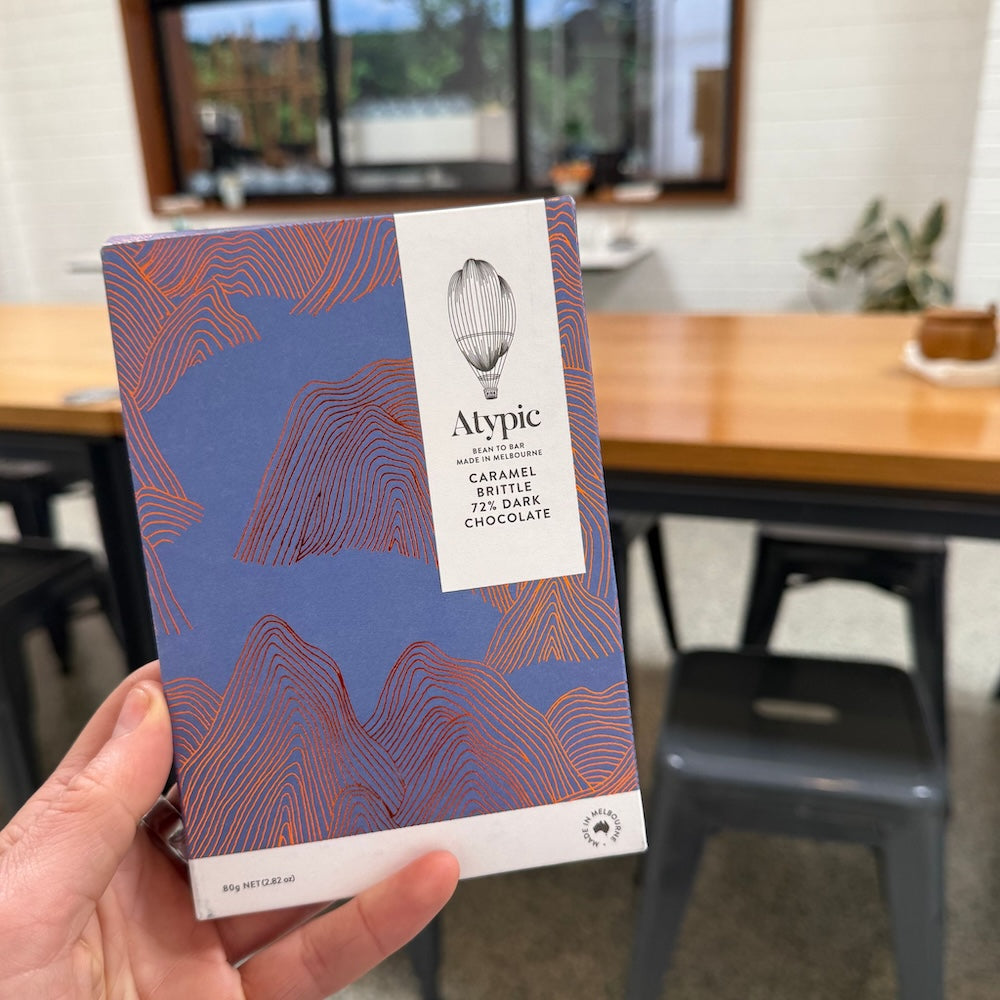 Atypic
BEAN TO BAR
MADE IN MELBOURNE
CARAMEL
BRITTLE
72% DARK
CHOCOLATE
MADE IN MELBOURNE
80g NET (2.82 oz)